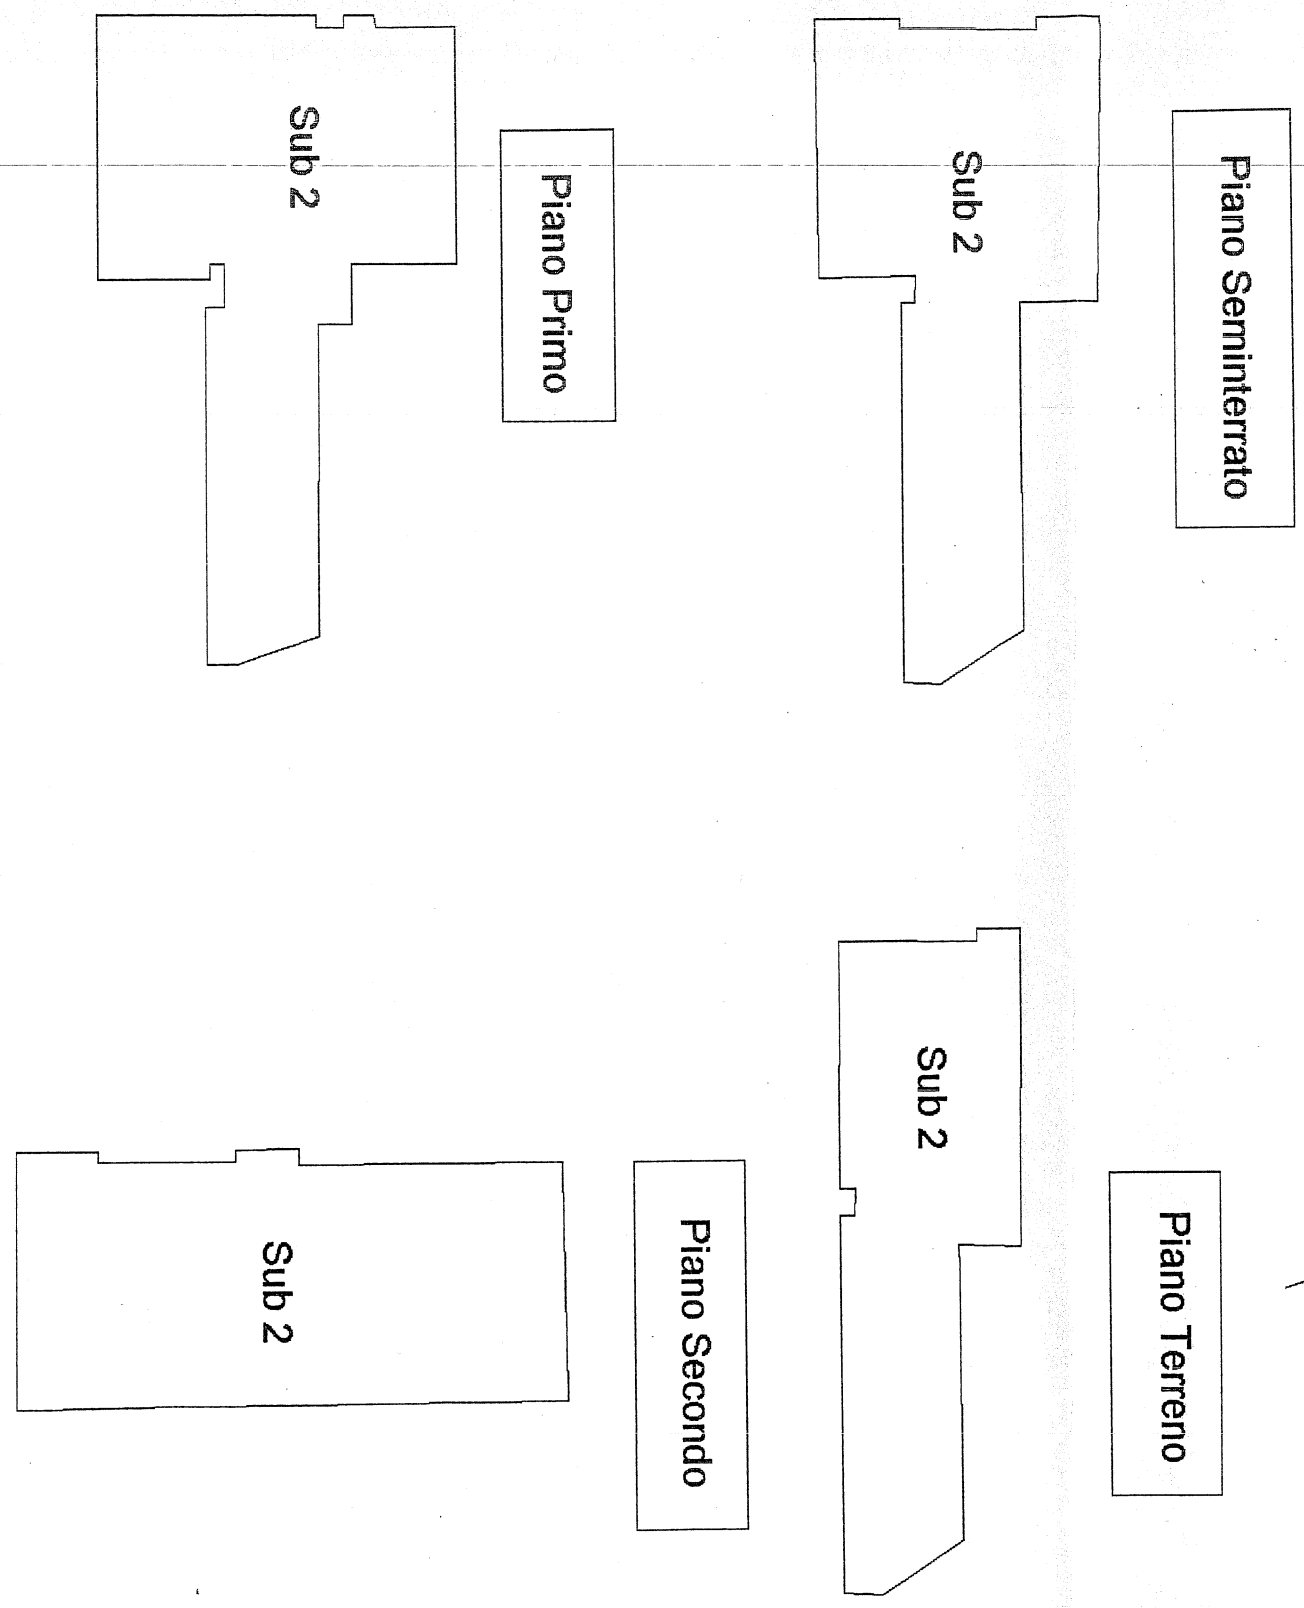 Piano Seminterrato
Sub 2
Piano Terreno
Sub 2
Piano Primo
Sub 2
Piano Secondo
Sub 2